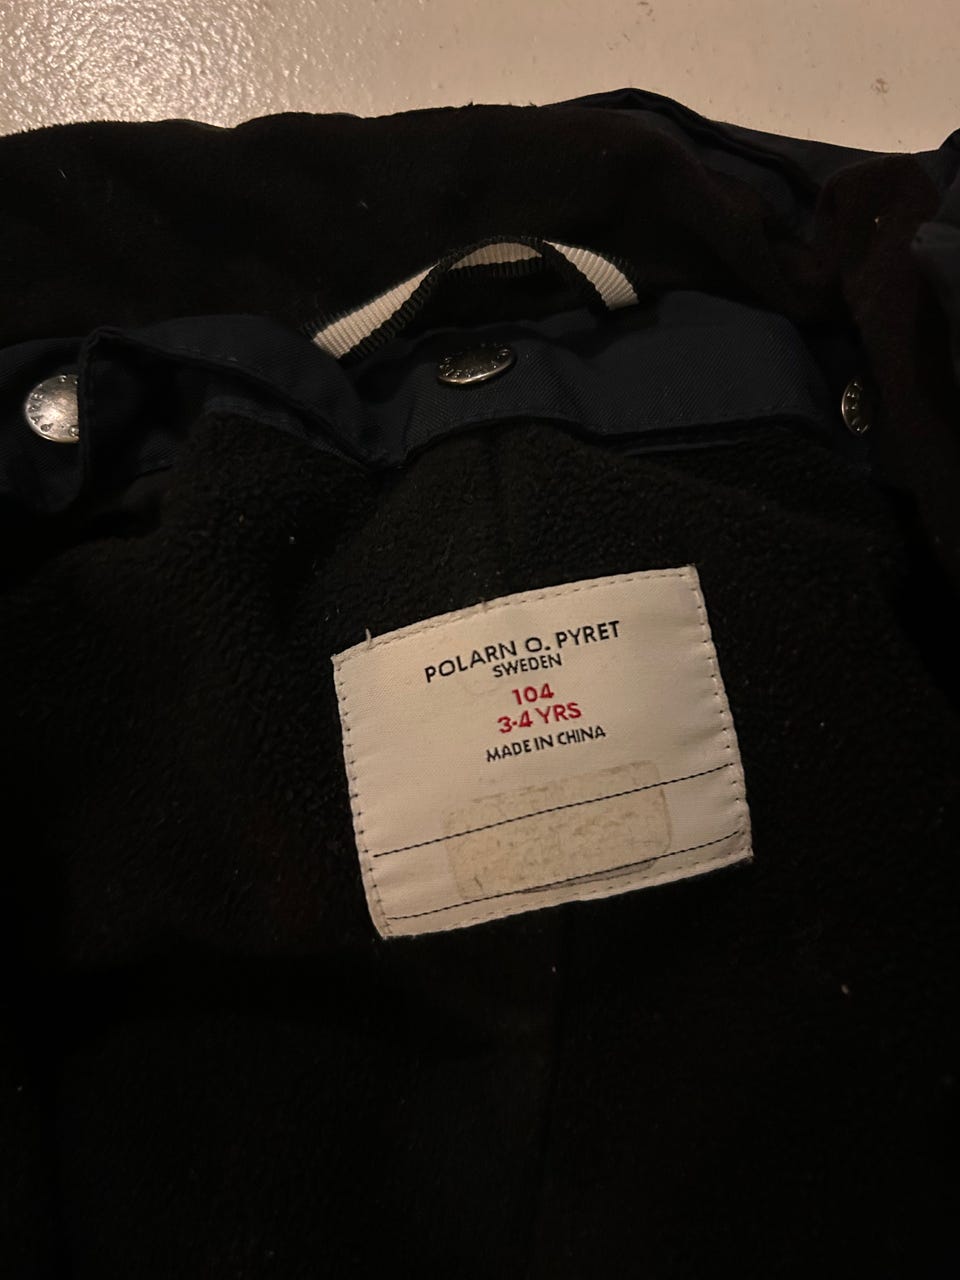 POLARN O. PYRET
SWEDEN
104
3-4 YRS
MADE IN CHINA